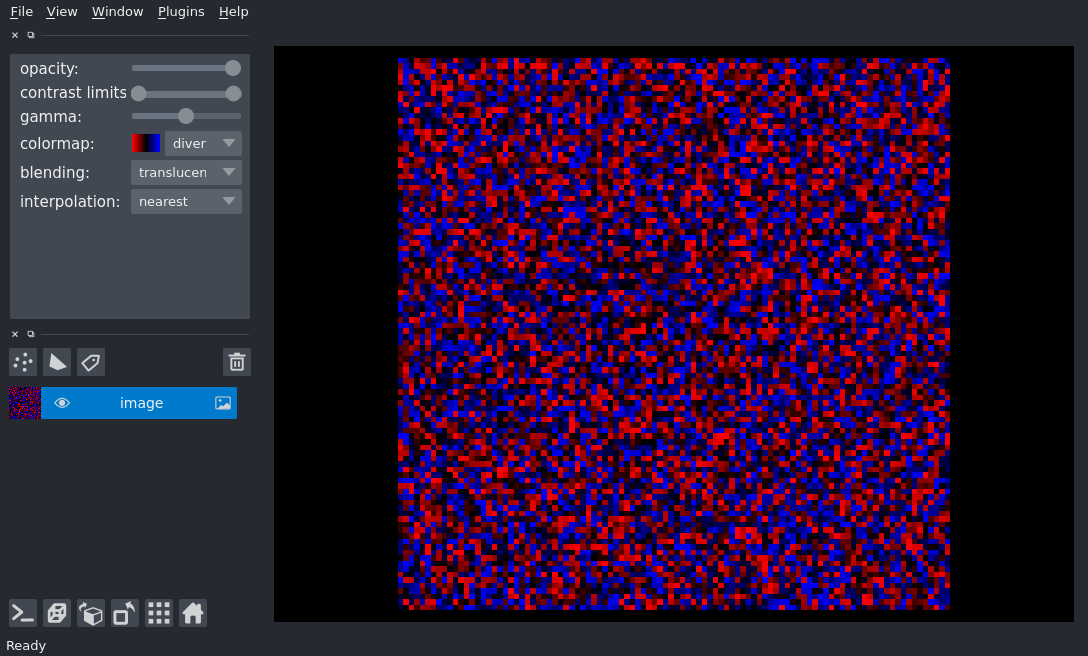 File View Window Plugins Help
opacity:
contrast limits
gamma:
colormap: diver
blending: translucen
interpolation: nearest
image
Ready